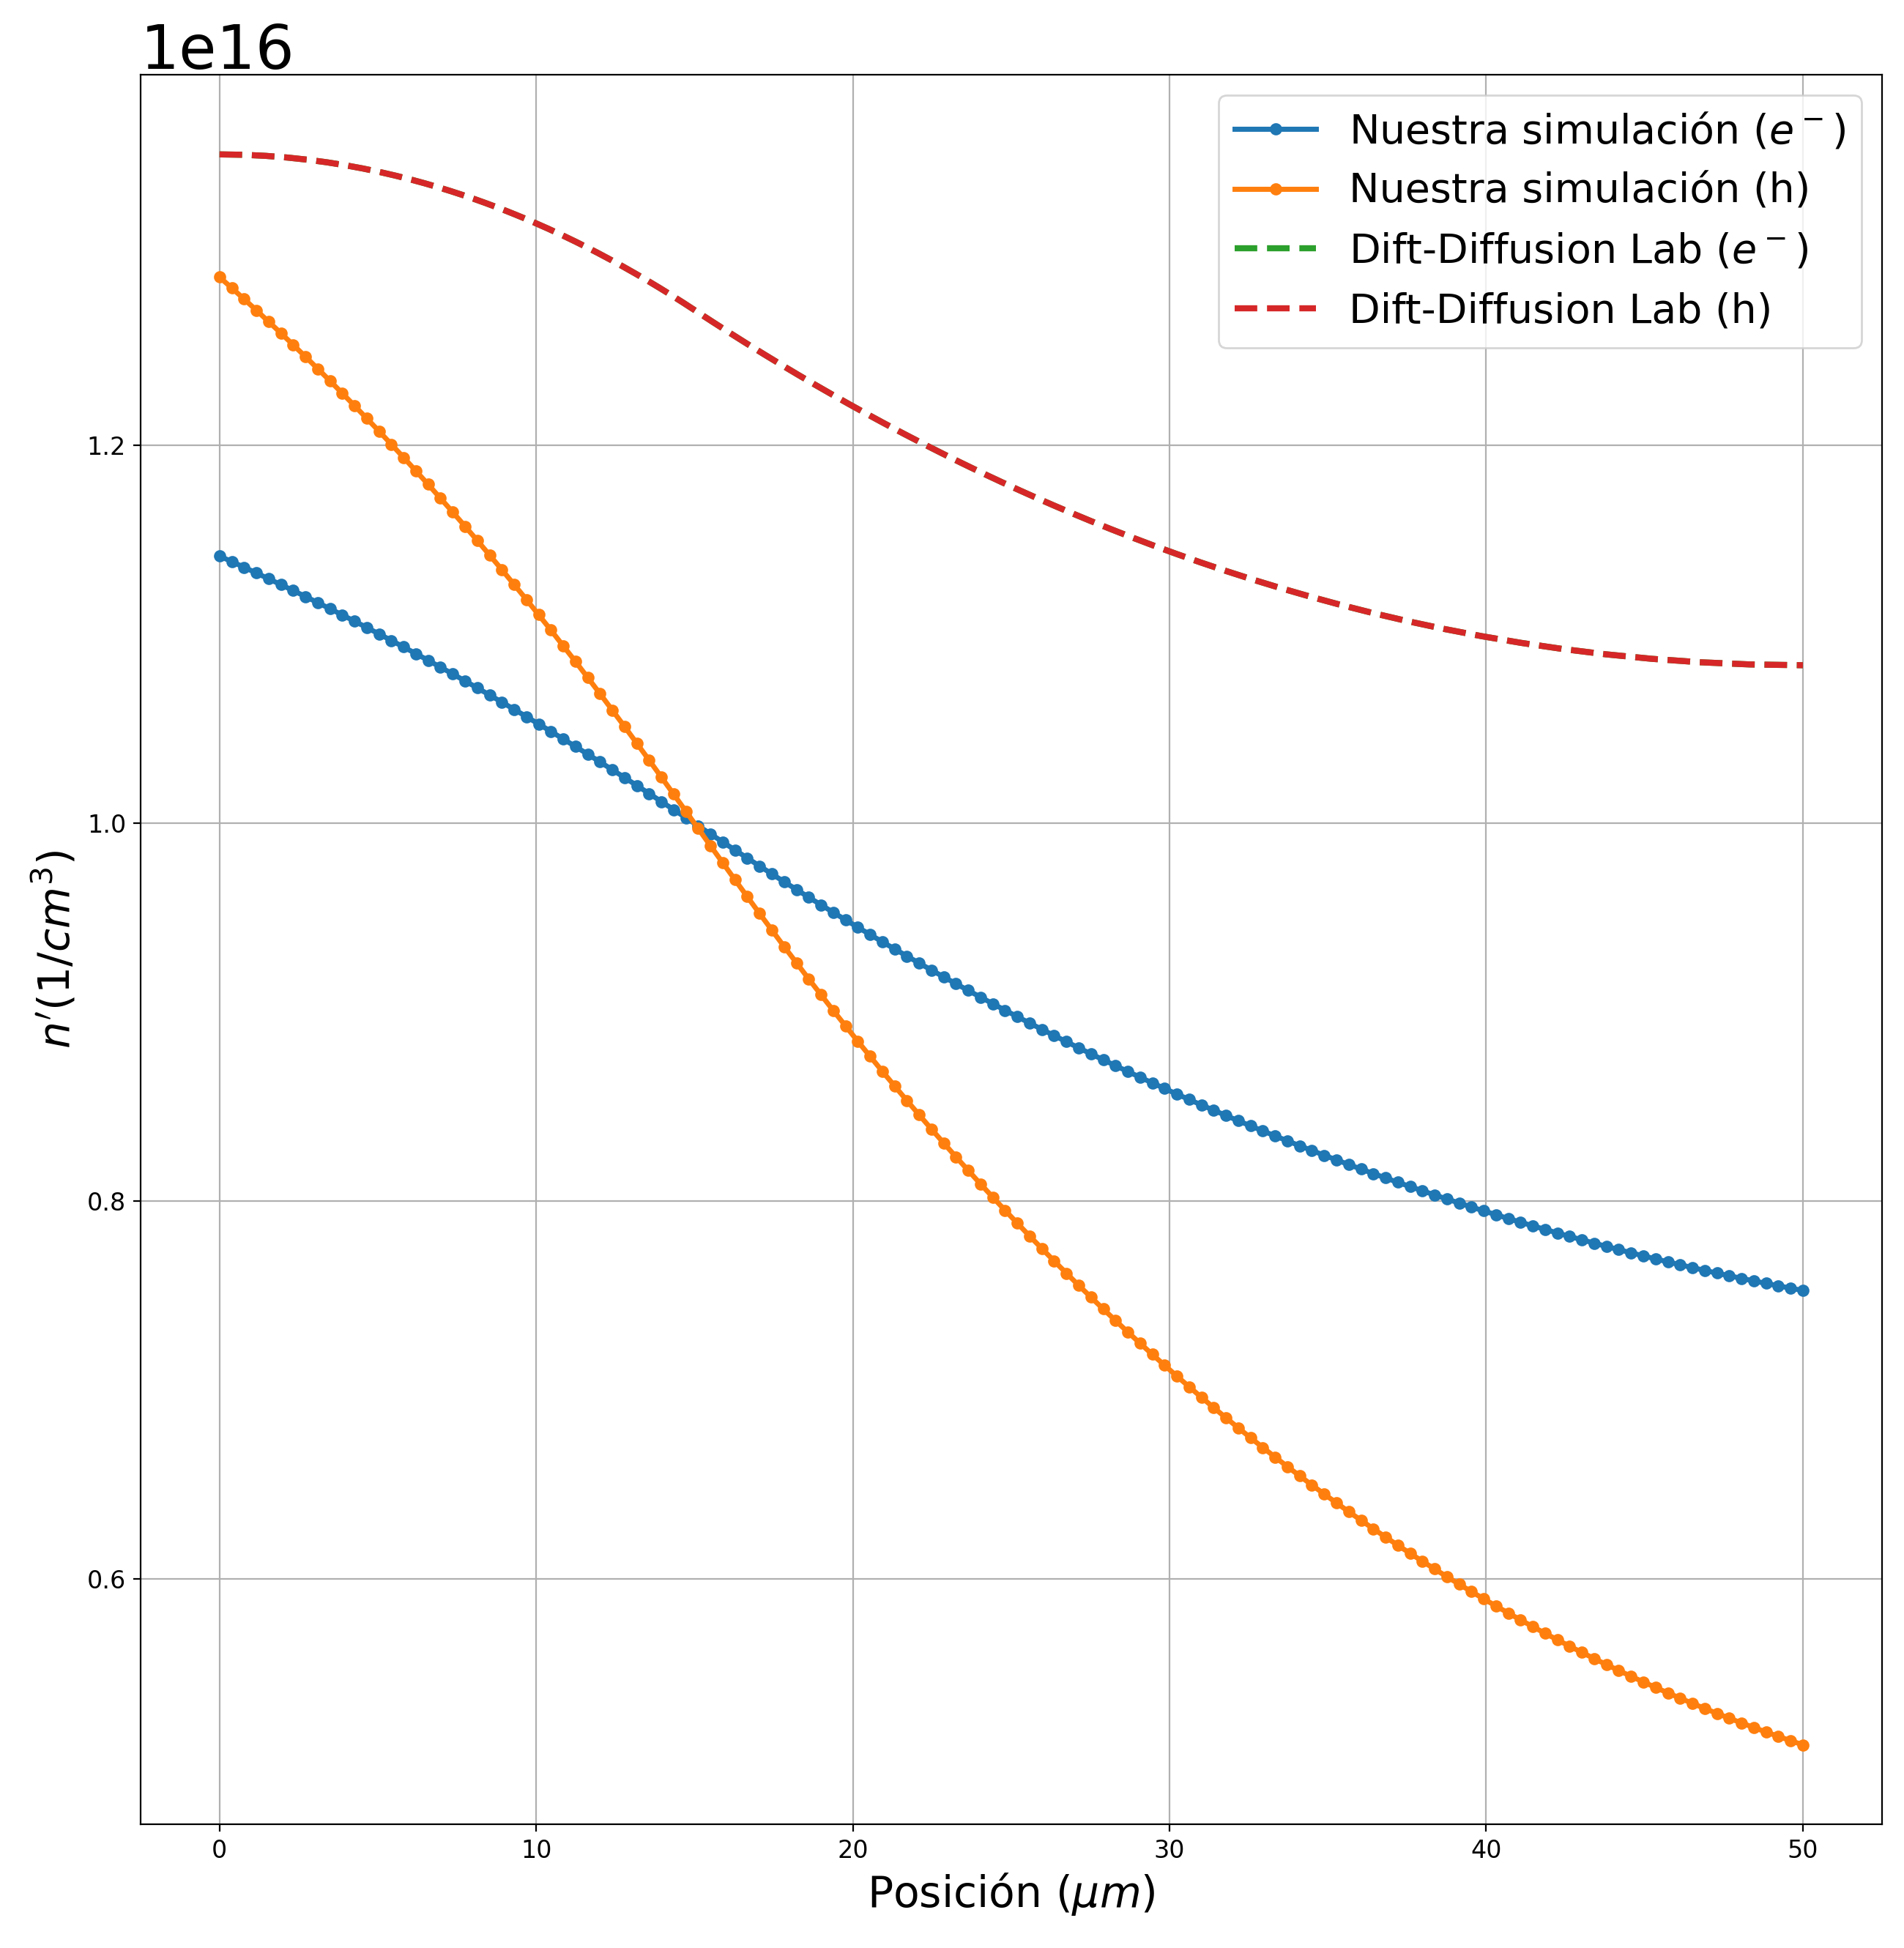 1e16
Nuestra simulación (e⁻)
Nuestra simulación (h)
Dift-Diffusion Lab (e⁻)
Dift-Diffusion Lab (h)
1.2
1.0
0.8
0.6
n′(1/cm³)
0 10 20 30 40 50
Posición (μm)